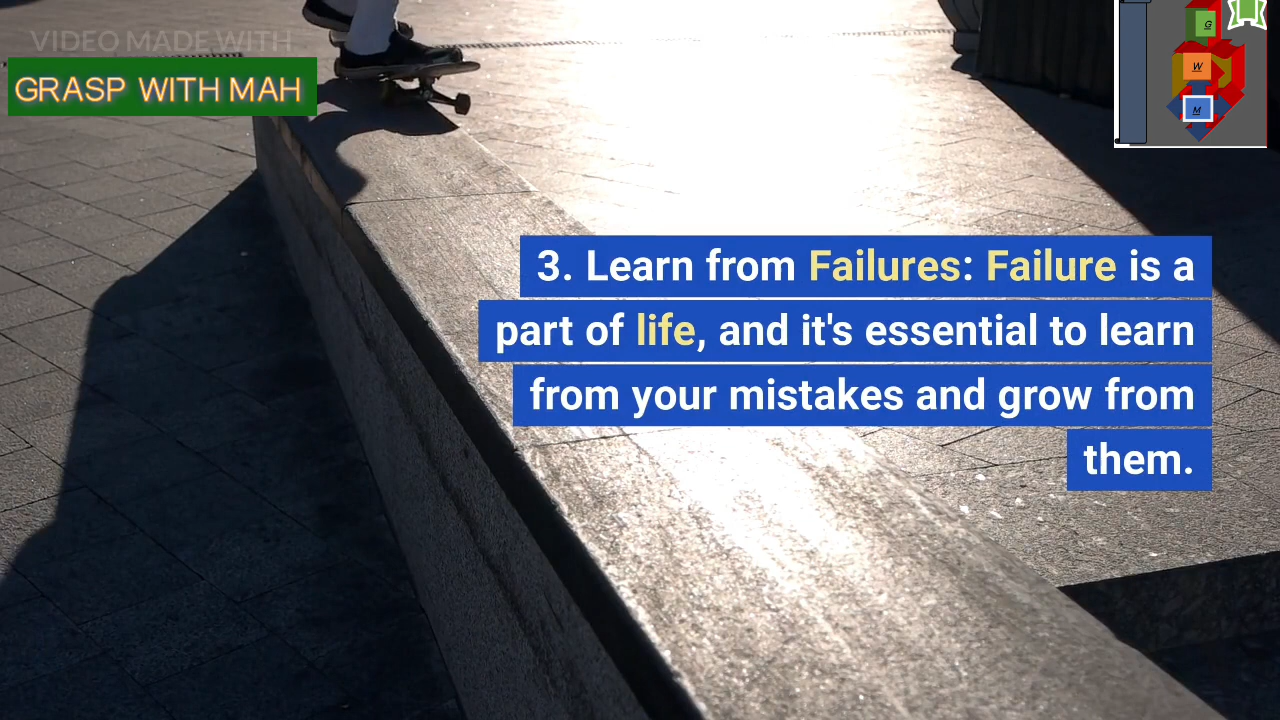 VIDEO MADE WITH
GRASP WITH MAH
G
W
M
3. Learn from Failures: Failure is a
part of life, and it's essential to learn
from your mistakes and grow from
them.